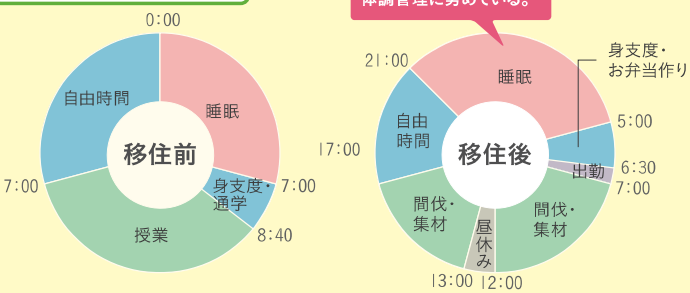 体調管理に努めている。
0:00
自由時間
睡眠
移住前
7:00
7:00
身支度・
通学
8:40
授業
21:00
睡眠
身支度・
お弁当作り
自由
時間
5:00
17:00
移住後
6:30
出勤
7:00
間伐・
集材
昼休み
間伐・
集材
13:00
12:00